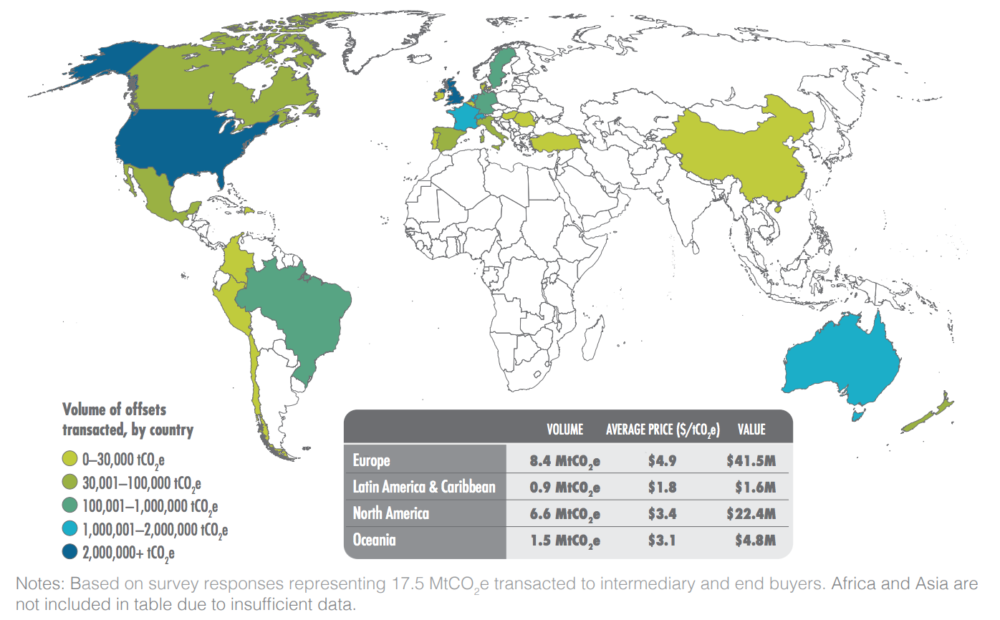 Volume of offsets
transacted, by country
0–30,000 tCO₂e
30,001–100,000 tCO₂e
100,001–1,000,000 tCO₂e
1,000,001–2,000,000 tCO₂e
2,000,000+ tCO₂e
VOLUME AVERAGE PRICE ($/tCO₂e) VALUE
Europe 8.4 MtCO₂e $4.9 $41.5M
Latin America & Caribbean 0.9 MtCO₂e $1.8 $1.6M
North America 6.6 MtCO₂e $3.4 $22.4M
Oceania 1.5 MtCO₂e $3.1 $4.8M
Notes: Based on survey responses representing 17.5 MtCO₂e transacted to intermediary and end buyers. Africa and Asia are
not included in table due to insufficient data.